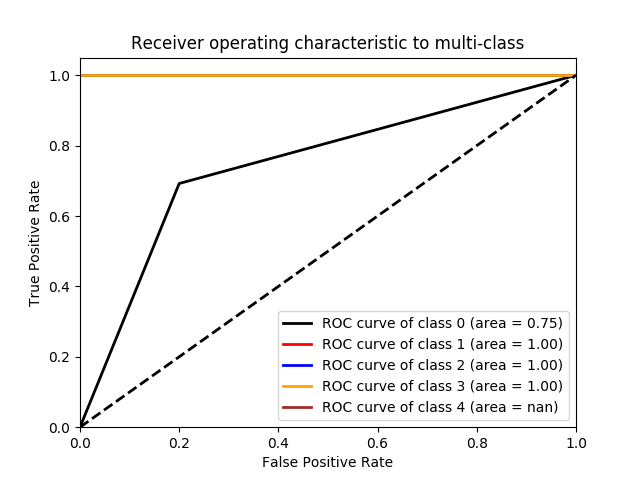 Receiver operating characteristic to multi-class
1.0
0.8
0.6
0.4
0.2
0.0
True Positive Rate
ROC curve of class 0 (area = 0.75)
ROC curve of class 1 (area = 1.00)
ROC curve of class 2 (area = 1.00)
ROC curve of class 3 (area = 1.00)
ROC curve of class 4 (area = nan)
0.0 0.2 0.4 0.6 0.8 1.0
False Positive Rate